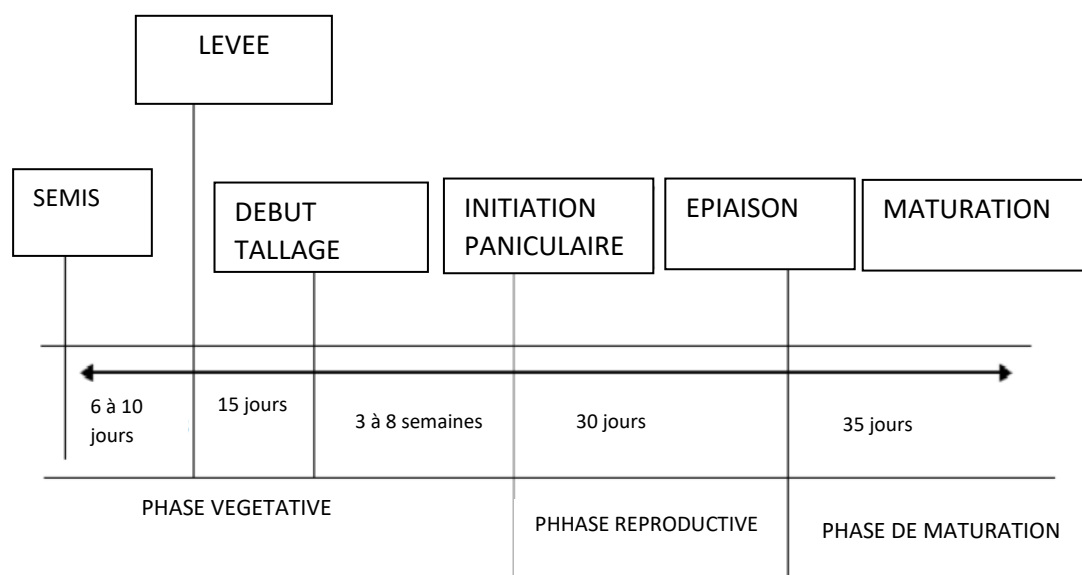 LEVEE
SEMIS
DEBUT
TALLAGE
INITIATION
PANICULAIRE
EPIAISON
MATURATION
6 à 10
jours
15 jours
3 à 8 semaines
30 jours
35 jours
PHASE VEGETATIVE
PHHASE REPRODUCTIVE
PHASE DE MATURATION